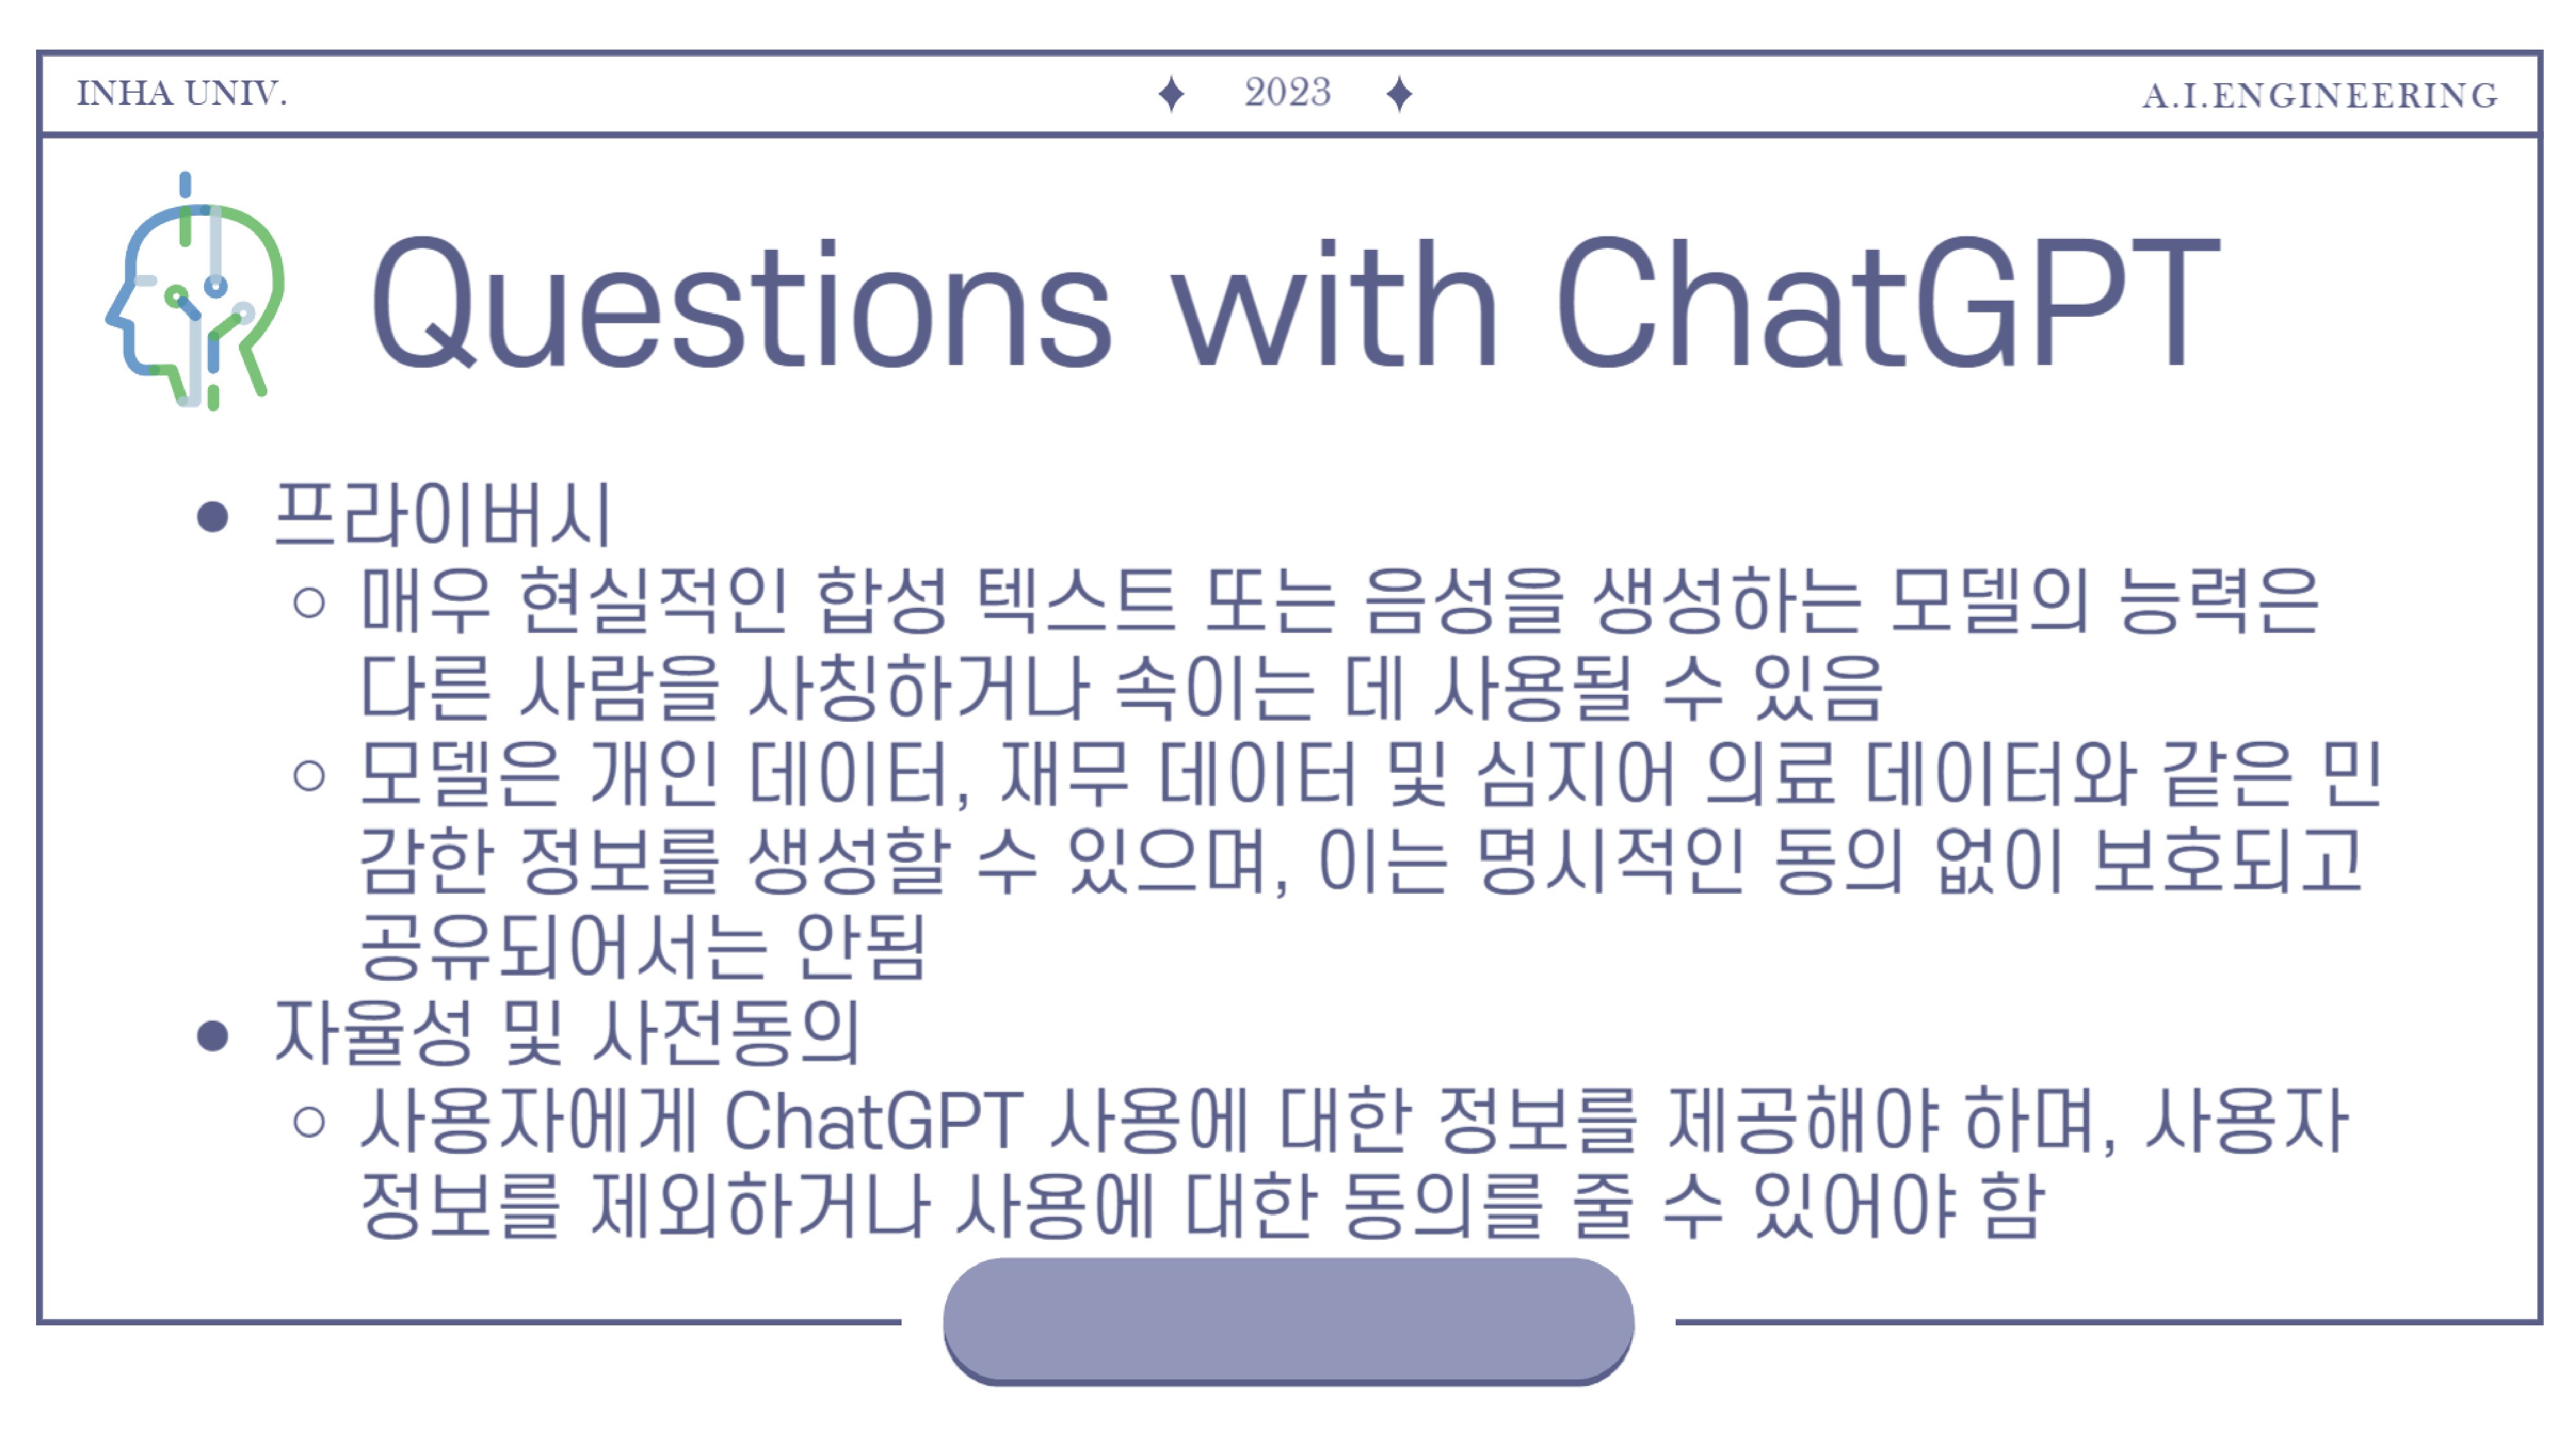 INHA UNIV.
2023
A.I.ENGINEERING
Questions with ChatGPT
• 프라이버시
○ 매우 현실적인 합성 텍스트 또는 음성을 생성하는 모델의 능력은
다른 사람을 사칭하거나 속이는 데 사용될 수 있음
○ 모델은 개인 데이터, 재무 데이터 및 심지어 의료 데이터와 같은 민
감한 정보를 생성할 수 있으며, 이는 명시적인 동의 없이 보호되고
공유되어서는 안됨
• 자율성 및 사전동의
○ 사용자에게 ChatGPT 사용에 대한 정보를 제공해야 하며, 사용자
정보를 제외하거나 사용에 대한 동의를 줄 수 있어야 함